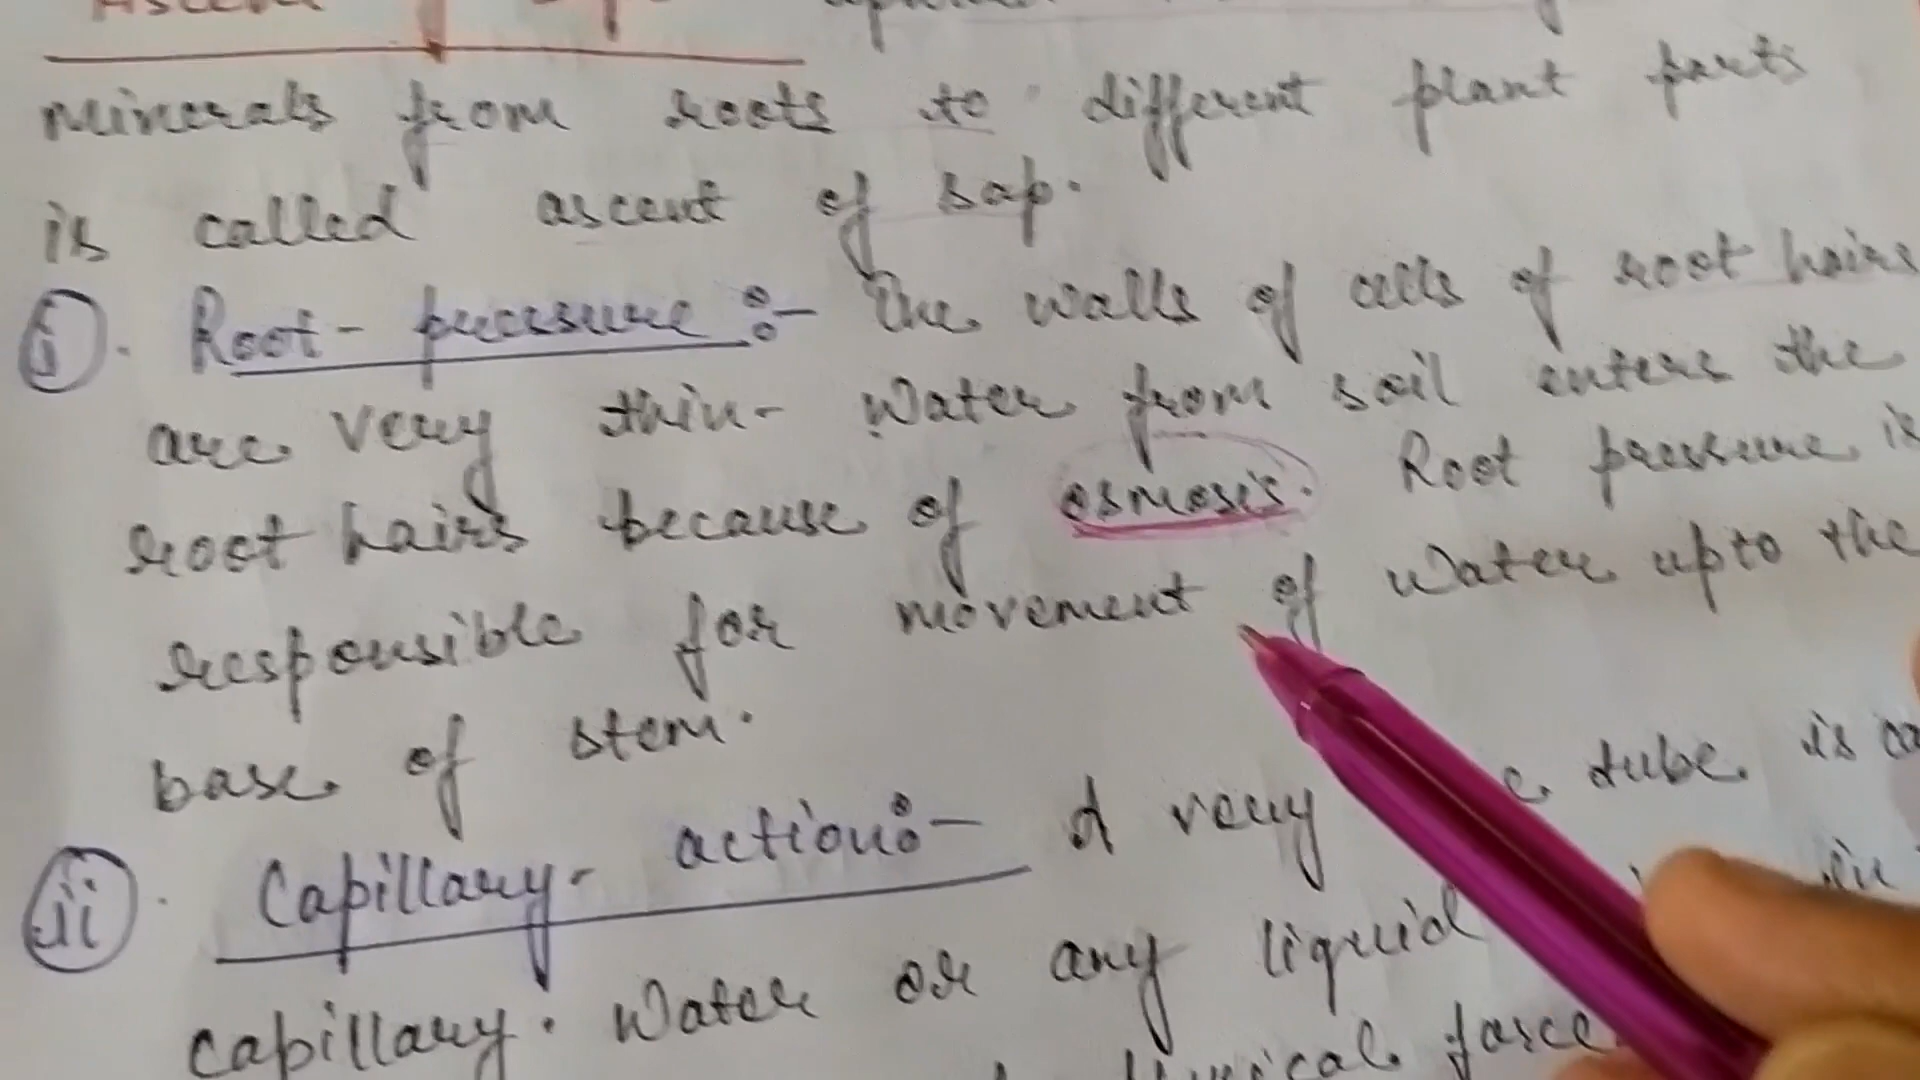 Ascent
minerals from roots to different plant parts
is called ascent of sap.
i. Root-pressure :- The walls of cells of root hairs
are very thin- Water from soil enters the
root hairs because of osmosis. Root pressure is
responsible for movement of water upto the
base of stem.
ii. Capillary-action :- A very tube is
capillary. Water or any liquid in
force